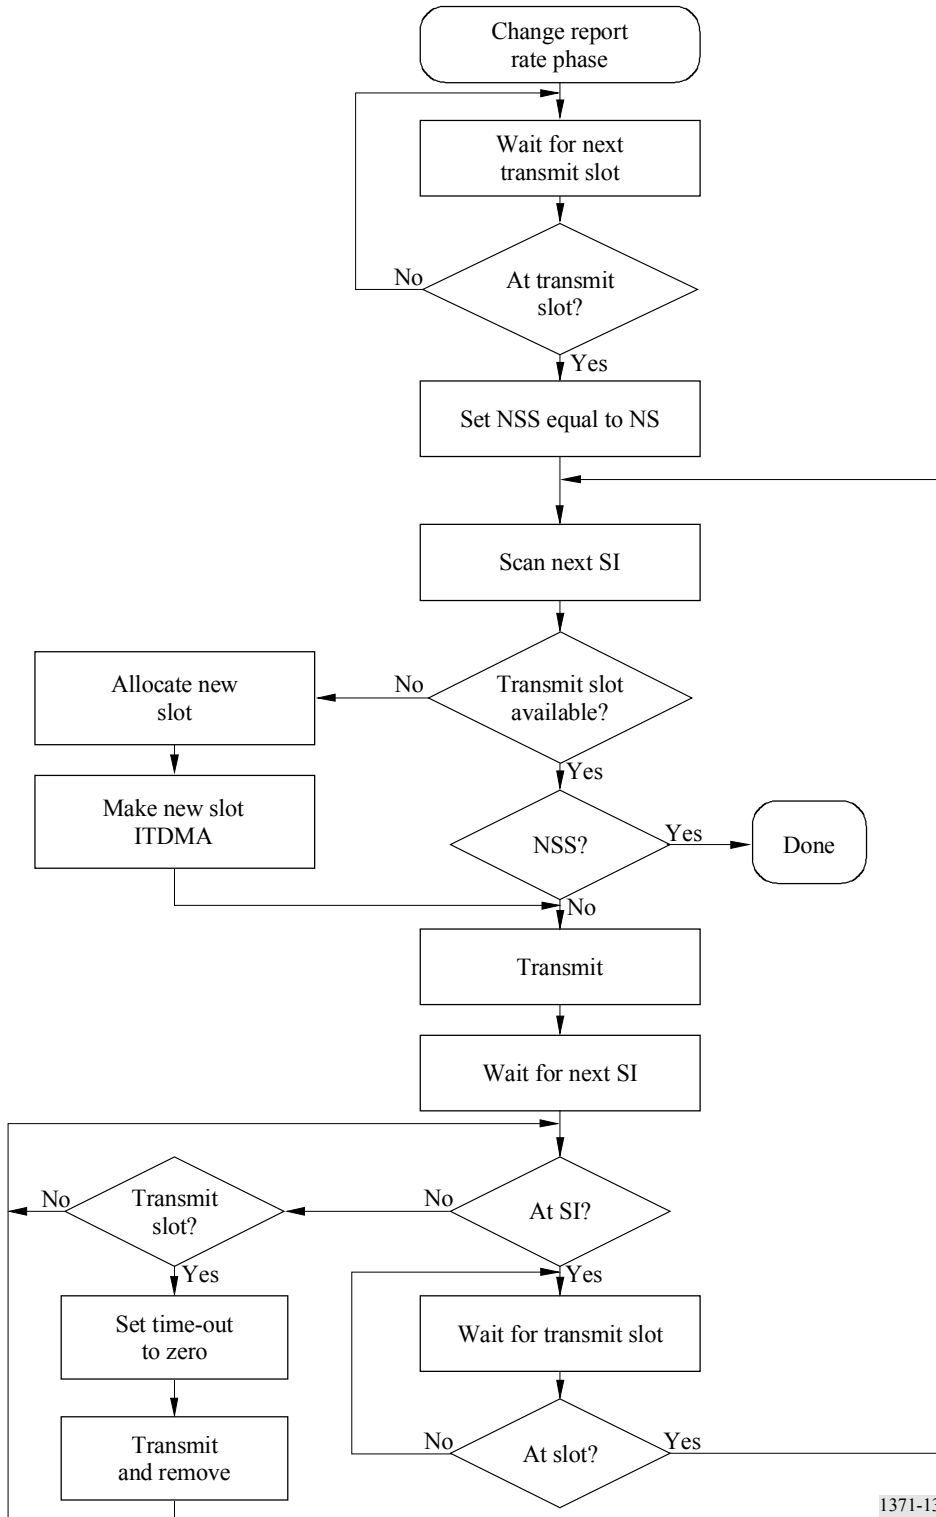 Change report
rate phase
Wait for next
transmit slot
No
At transmit
slot?
Yes
Set NSS equal to NS
Scan next SI
Allocate new
slot
No
Transmit slot
available?
Yes
Make new slot
ITDMA
NSS?
Yes
Done
No
Transmit
Wait for next SI
No
Transmit
slot?
No
At SI?
Yes
Yes
Set time-out
to zero
Wait for transmit slot
Transmit
and remove
No
At slot?
Yes
1371-13